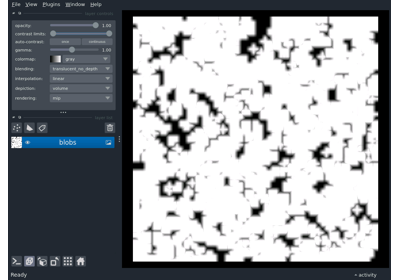 File View Plugins Window Help
opacity: 1.00
contrast limits:
auto-contrast: once continuous
gamma: 1.00
colormap: gray
blending: translucent_no_depth
interpolation: linear
depiction: volume
rendering: mip
blobs
Ready activity